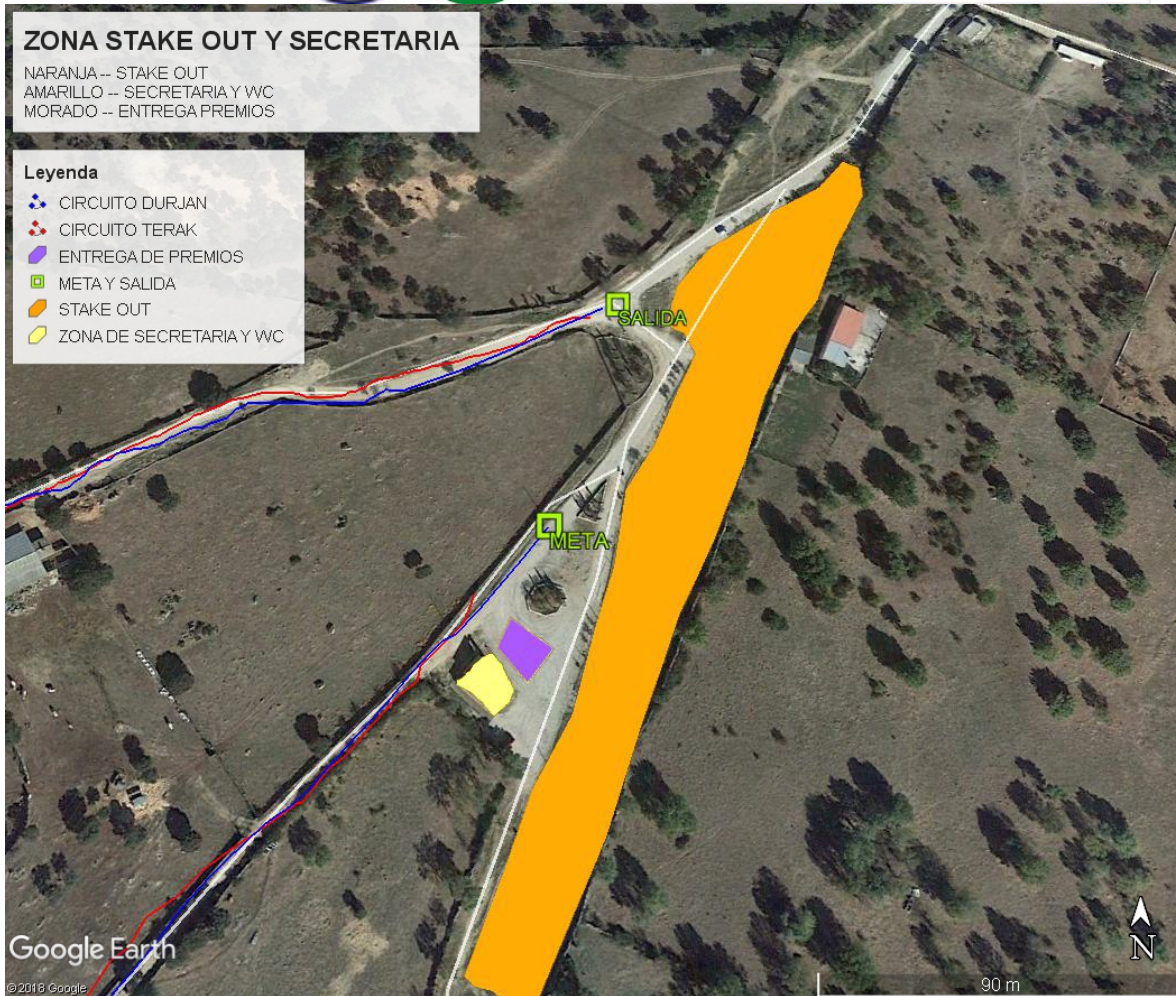 ZONA STAKE OUT Y SECRETARIA
NARANJA -- STAKE OUT
AMARILLO -- SECRETARIA Y WC
MORADO -- ENTREGA PREMIOS
Leyenda
CIRCUITO DURJAN
CIRCUITO TERAK
ENTREGA DE PREMIOS
META Y SALIDA
STAKE OUT
ZONA DE SECRETARIA Y WC
SALIDA
META
Google Earth
©2018 Google
N
90 m